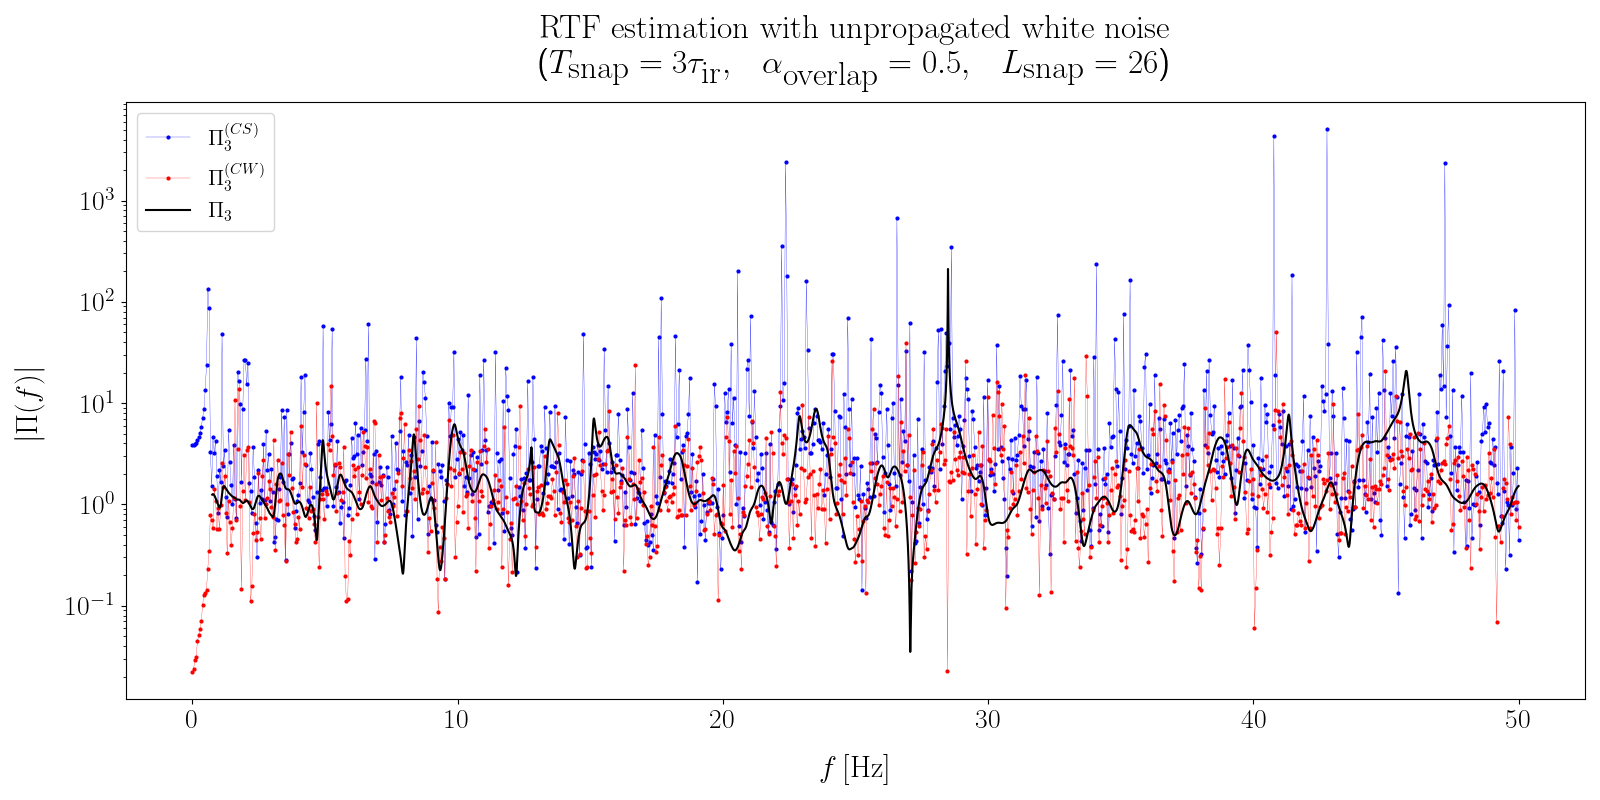 RTF estimation with unpropagated white noise
(T_snap = 3τ_ir, α_overlap = 0.5, L_snap = 26)
Π_3^(CS)
Π_3^(CW)
Π_3
|Π(f)|
10^3
10^2
10^1
10^0
10^−1
0 10 20 30 40 50
f [Hz]